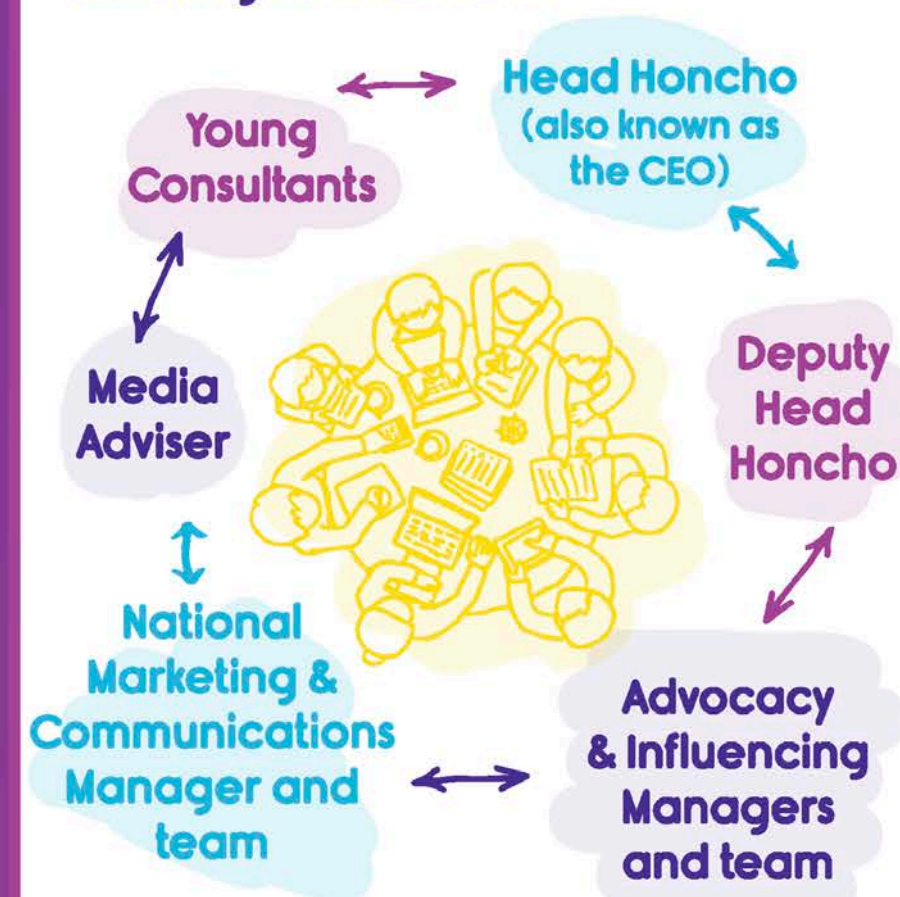 Young
Consultants
Head Honcho
(also known as
the CEO)
Deputy
Head
Honcho
Advocacy
& Influencing
Managers
and team
National
Marketing &
Communications
Manager and
team
Media
Adviser